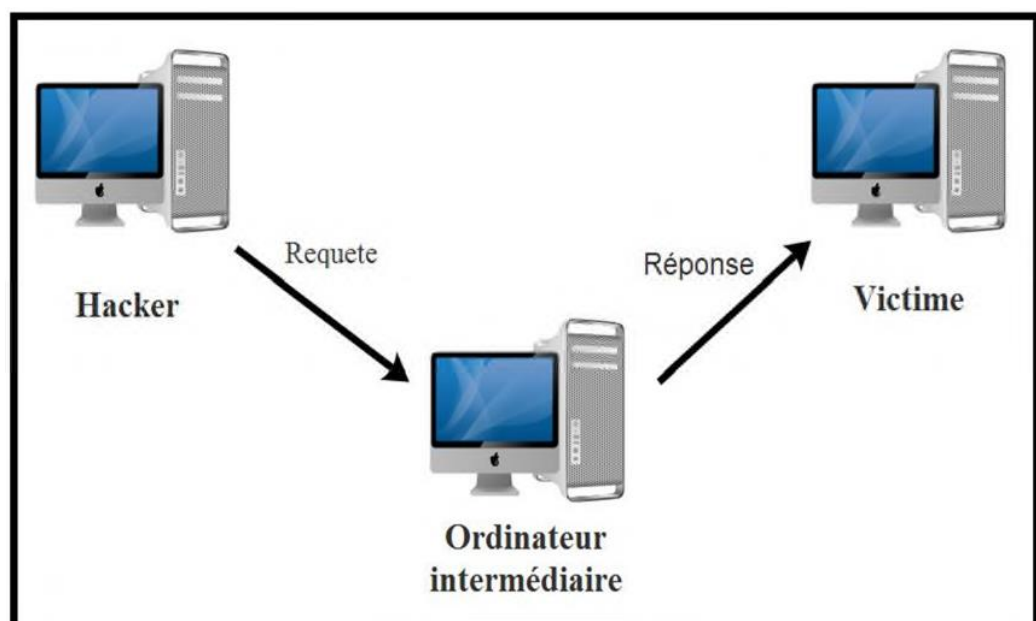 Hacker
Requete
Réponse
Victime
Ordinateur
intermédiaire